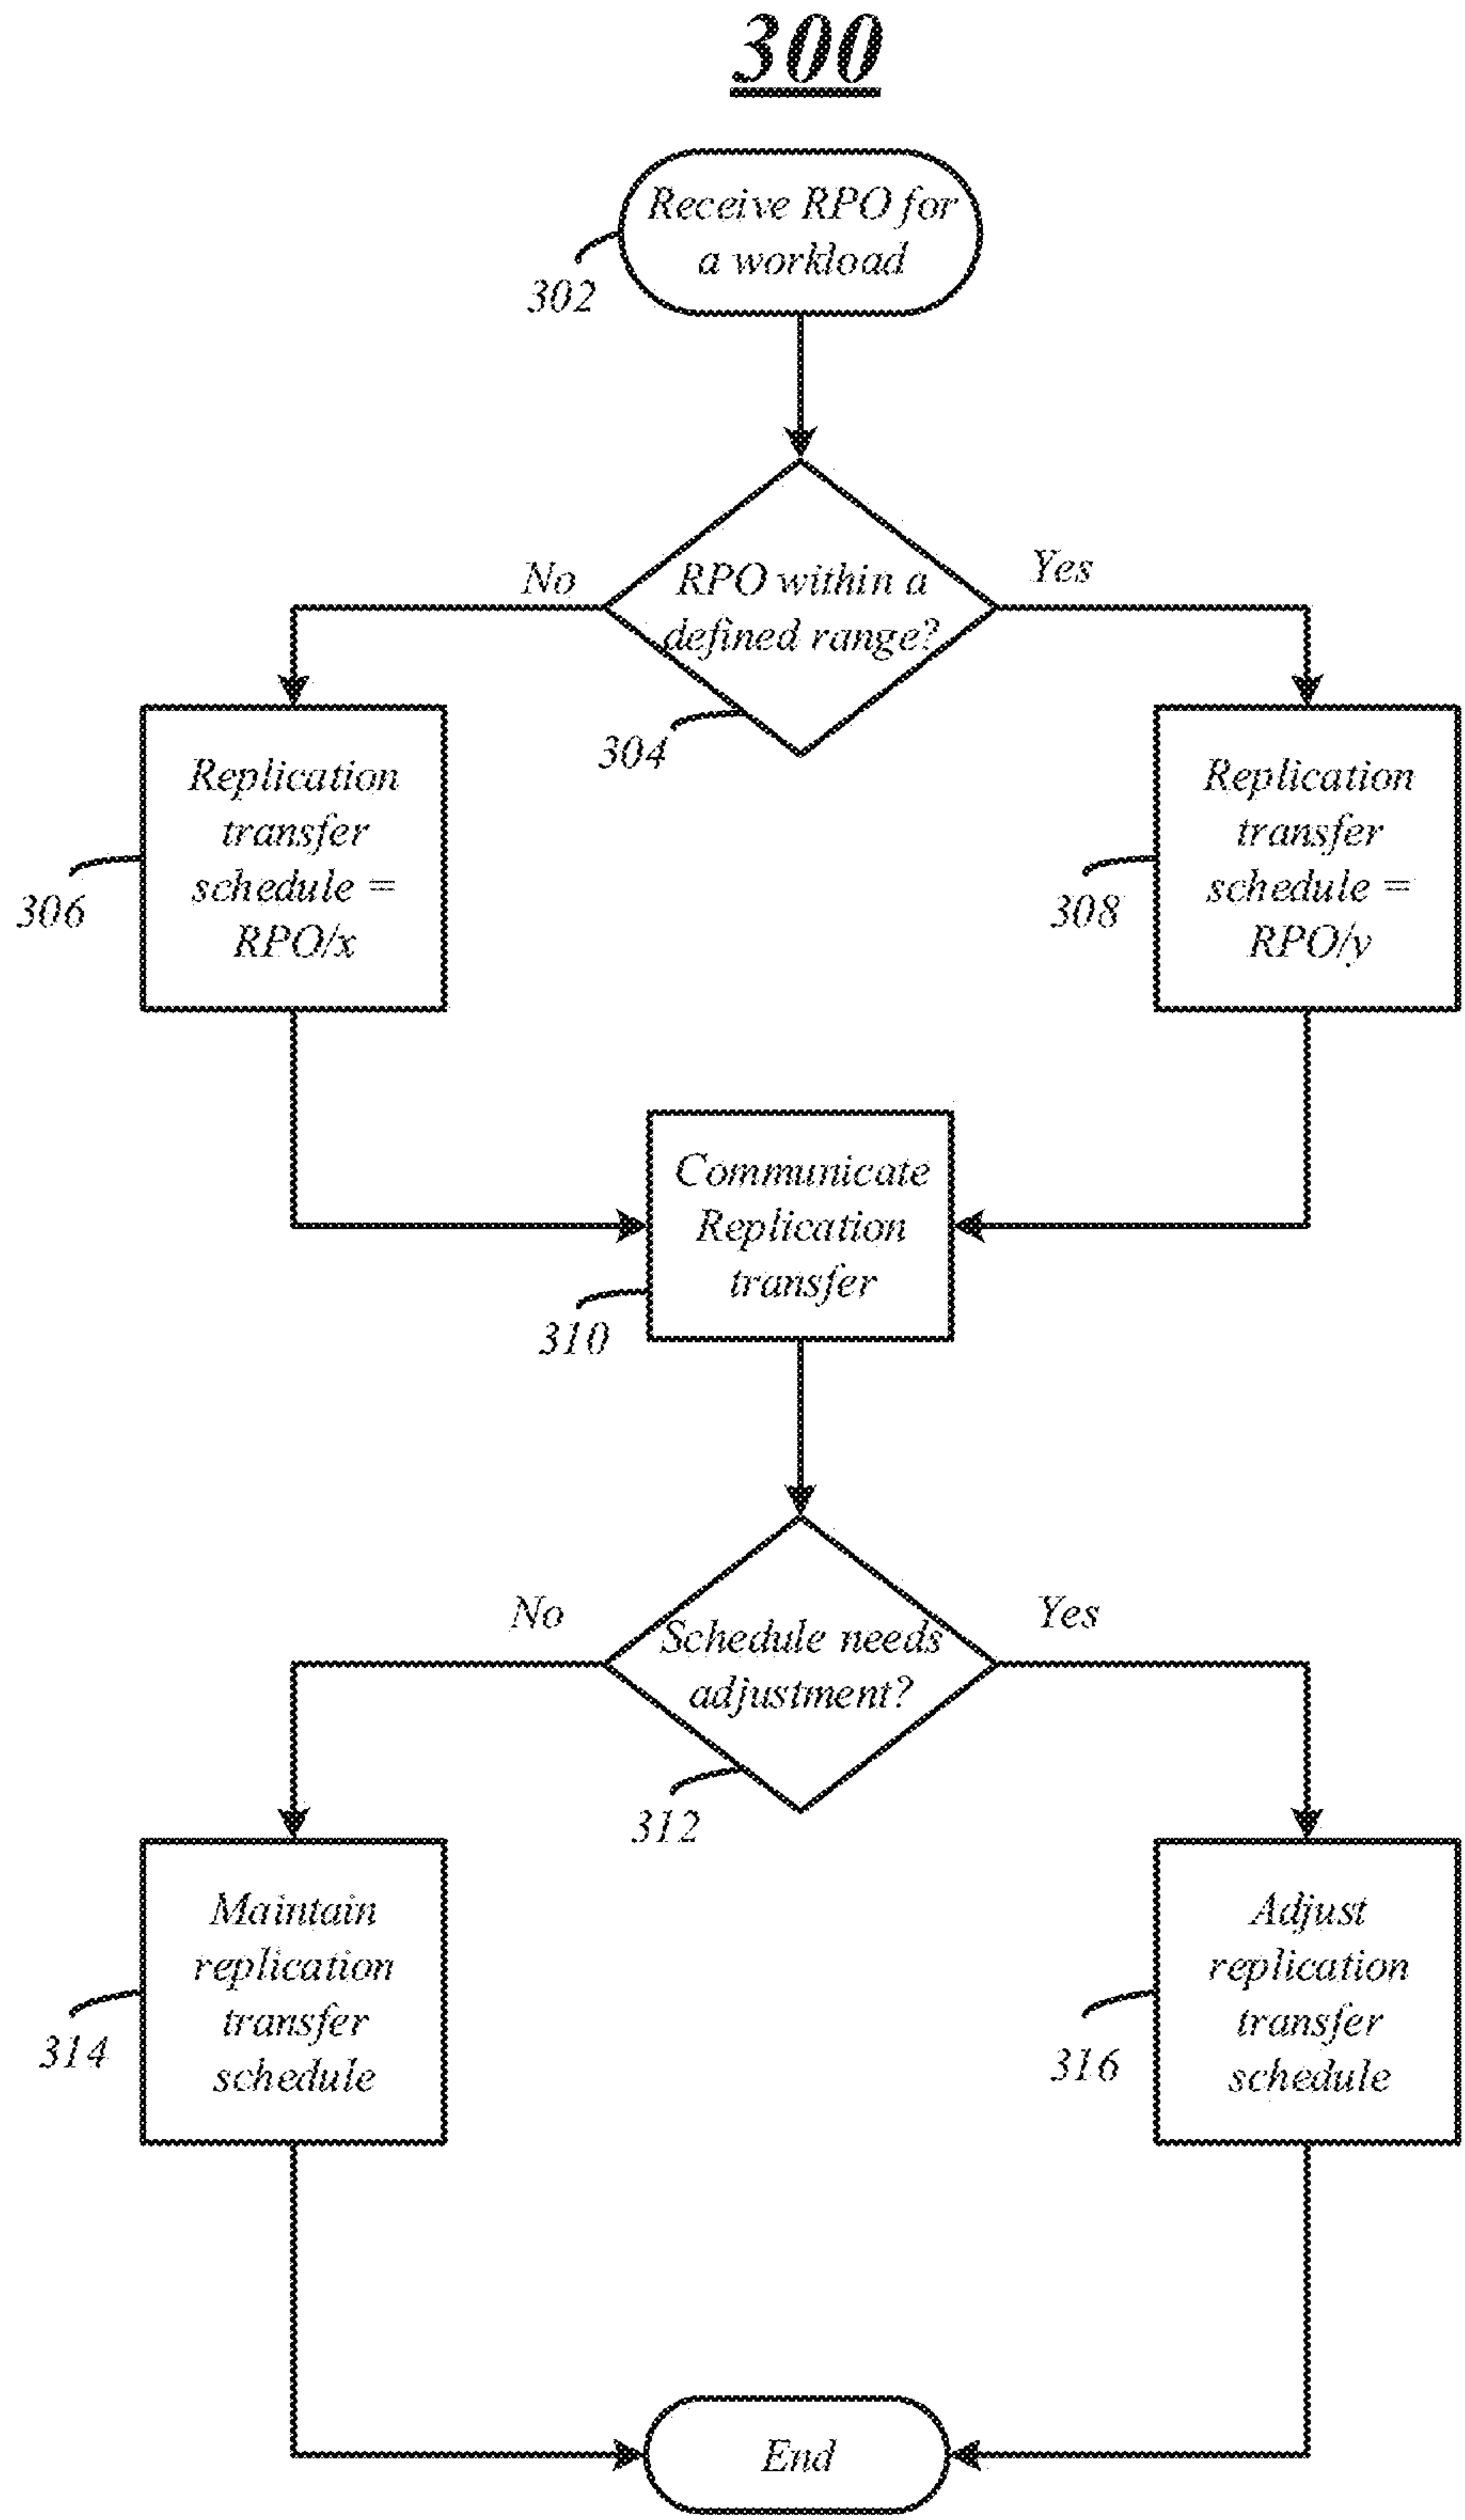 300
Receive RPO for
a workload
302
No
RPO within a
defined range?
Yes
304
Replication
transfer
schedule =
RPO/x
306
Replication
transfer
schedule =
RPO/y
308
Communicate
Replication
transfer
310
No
Schedule needs
adjustment?
Yes
312
Maintain
replication
transfer
schedule
314
Adjust
replication
transfer
schedule
316
End